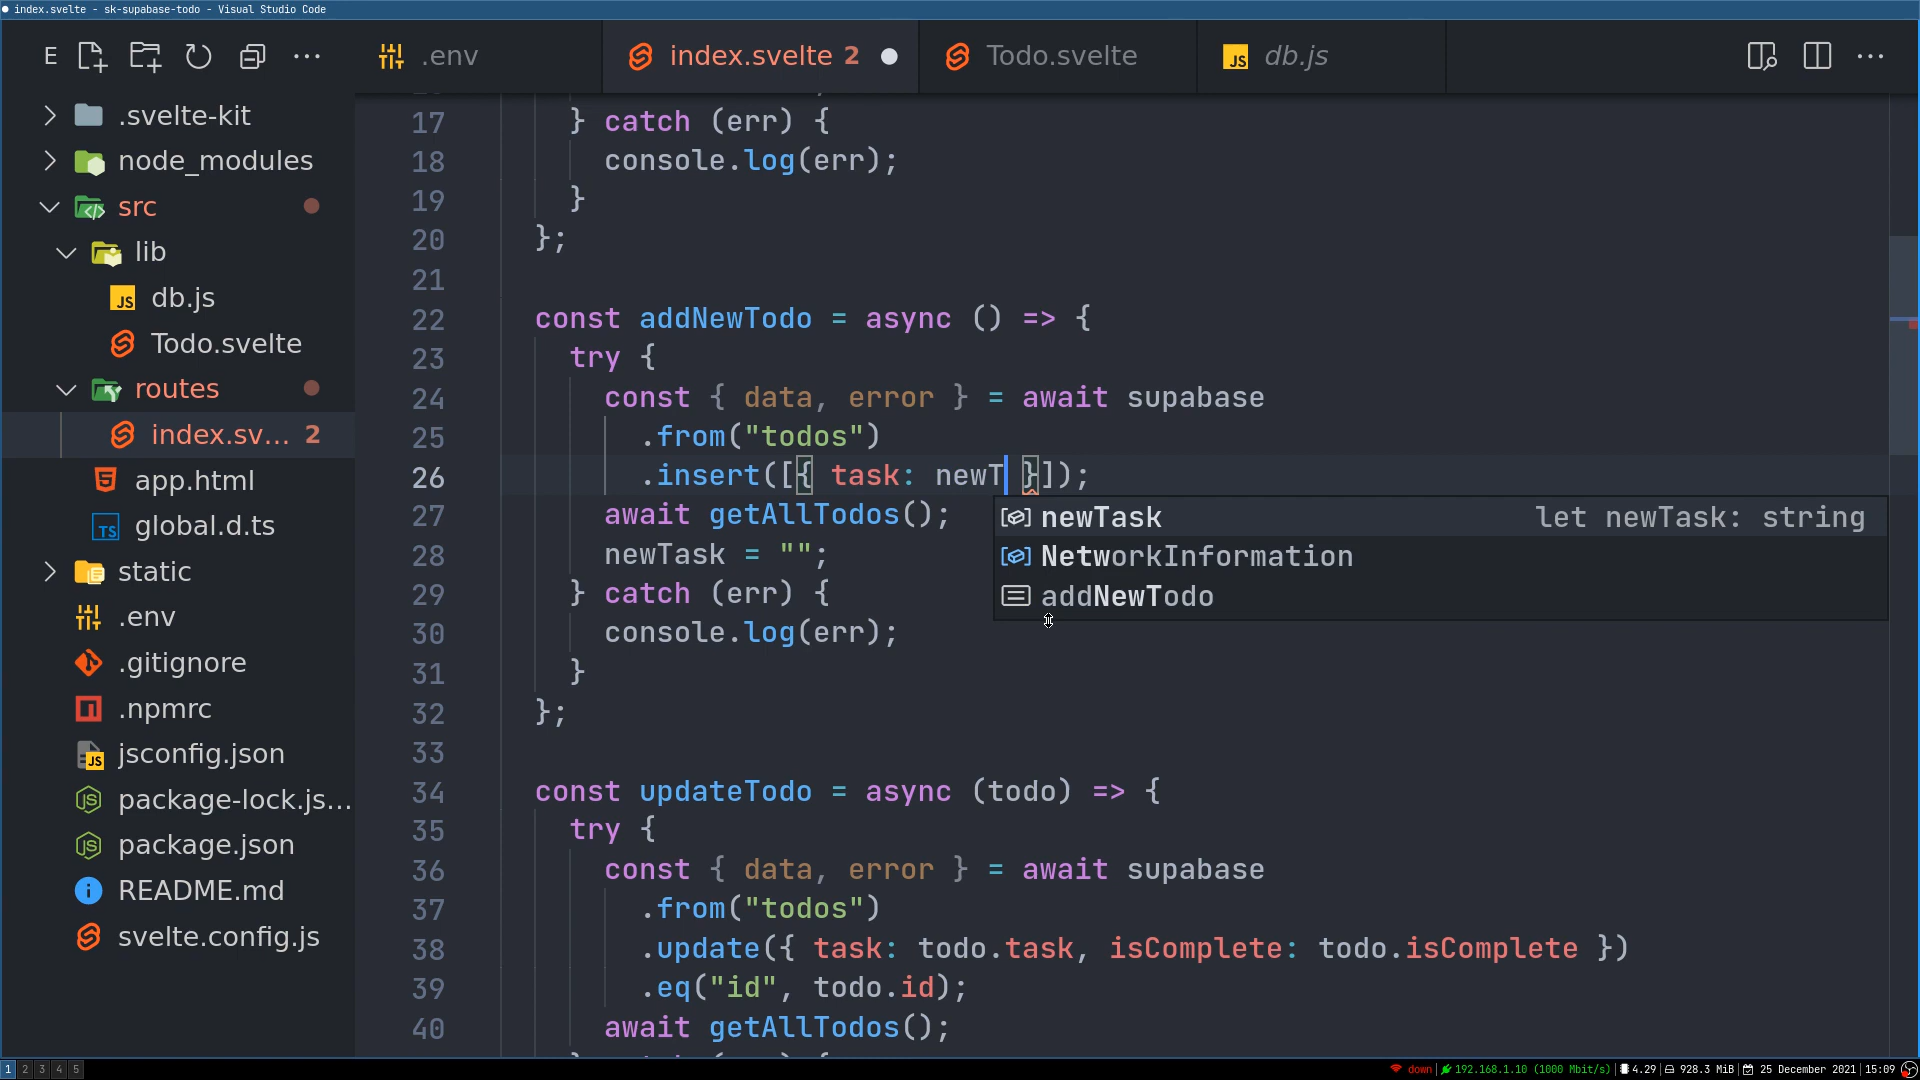 index.svelte - sk-supabase-todo - Visual Studio Code
E
.env
index.svelte 2
Todo.svelte
JS db.js
.svelte-kit
node_modules
src
lib
JS db.js
Todo.svelte
routes
index.sv... 2
app.html
TS global.d.ts
static
.env
.gitignore
.npmrc
JS jsconfig.json
package-lock.js...
package.json
README.md
svelte.config.js
17 } catch (err) {
18 console.log(err);
19 }
20 };
21
22 const addNewTodo = async () => {
23 try {
24 const { data, error } = await supabase
25 .from("todos")
26 .insert([{ task: newT }]);
27 await getAllTodos();
28 newTask = "";
29 } catch (err) {
30 console.log(err);
31 }
32 };
33
34 const updateTodo = async (todo) => {
35 try {
36 const { data, error } = await supabase
37 .from("todos")
38 .update({ task: todo.task, isComplete: todo.isComplete })
39 .eq("id", todo.id);
40 await getAllTodos();
newTask let newTask: string
NetworkInformation
addNewTodo
1 2 3 4 5
down | 192.168.1.10 (1000 Mbit/s) | 4.29 | 928.3 MiB | 25 December 2021 | 15:09